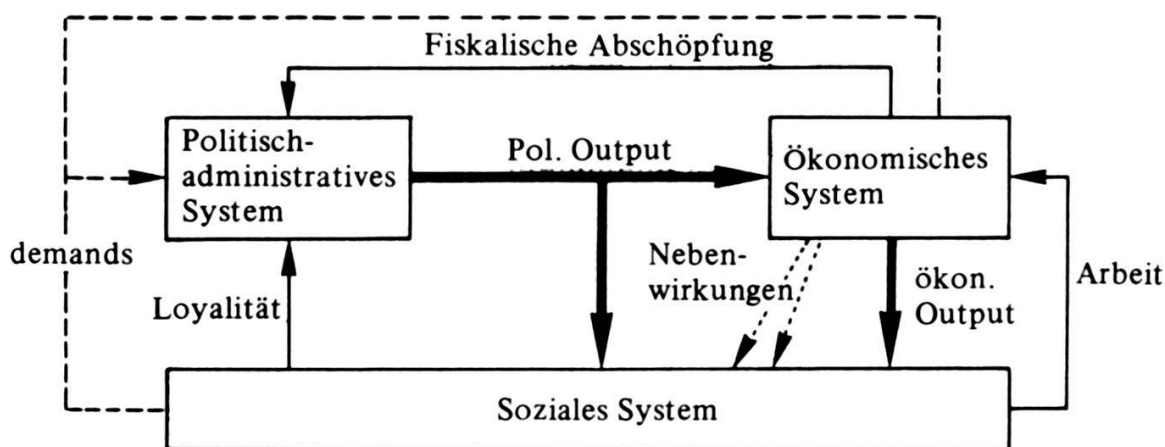 Fiskalische Abschöpfung
Politisch-
administratives
System
Pol. Output
Ökonomisches
System
demands
Loyalität
Neben-
wirkungen
ökon.
Output
Arbeit
Soziales System